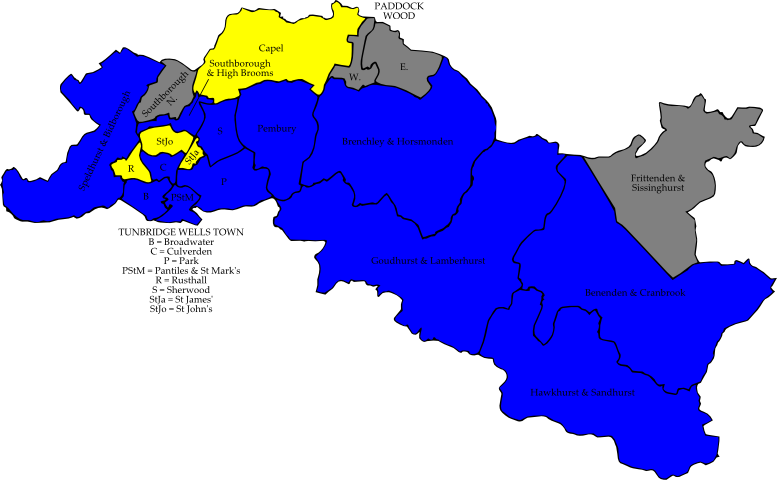 PADDOCK
WOOD
Capel
Southborough
& High Brooms
W.
E.
Southborough
N.
Speldhurst & Bidborough
StJo
S
Pembury
Brenchley & Horsmonden
StJa
R
C
P
B
PStM
Frittenden &
Sissinghurst
TUNBRIDGE WELLS TOWN
B = Broadwater
C = Culverden
P = Park
PStM = Pantiles & St Mark's
R = Rusthall
S = Sherwood
StJa = St James'
StJo = St John's
Goudhurst & Lamberhurst
Benenden & Cranbrook
Hawkhurst & Sandhurst